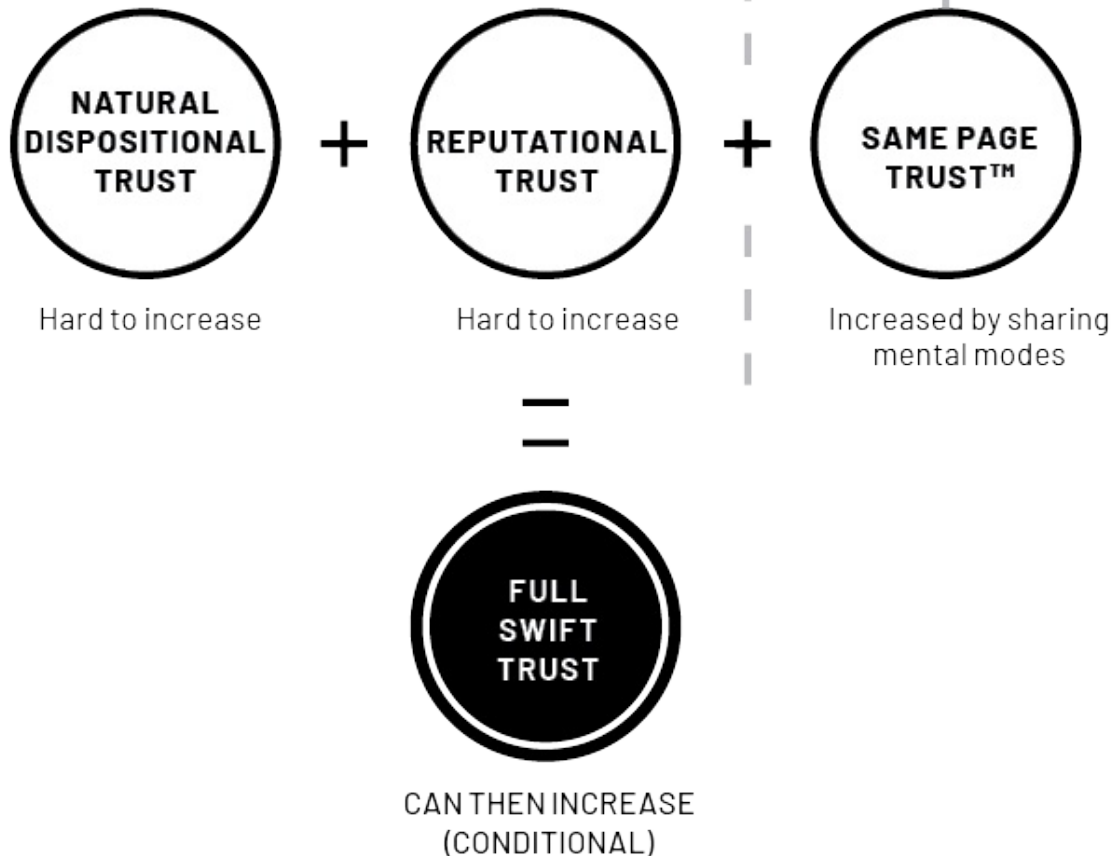 NATURAL
DISPOSITIONAL
TRUST
+
REPUTATIONAL
TRUST
+
SAME PAGE
TRUST™
Hard to increase
Hard to increase
Increased by sharing
mental modes
=
FULL
SWIFT
TRUST
CAN THEN INCREASE
(CONDITIONAL)